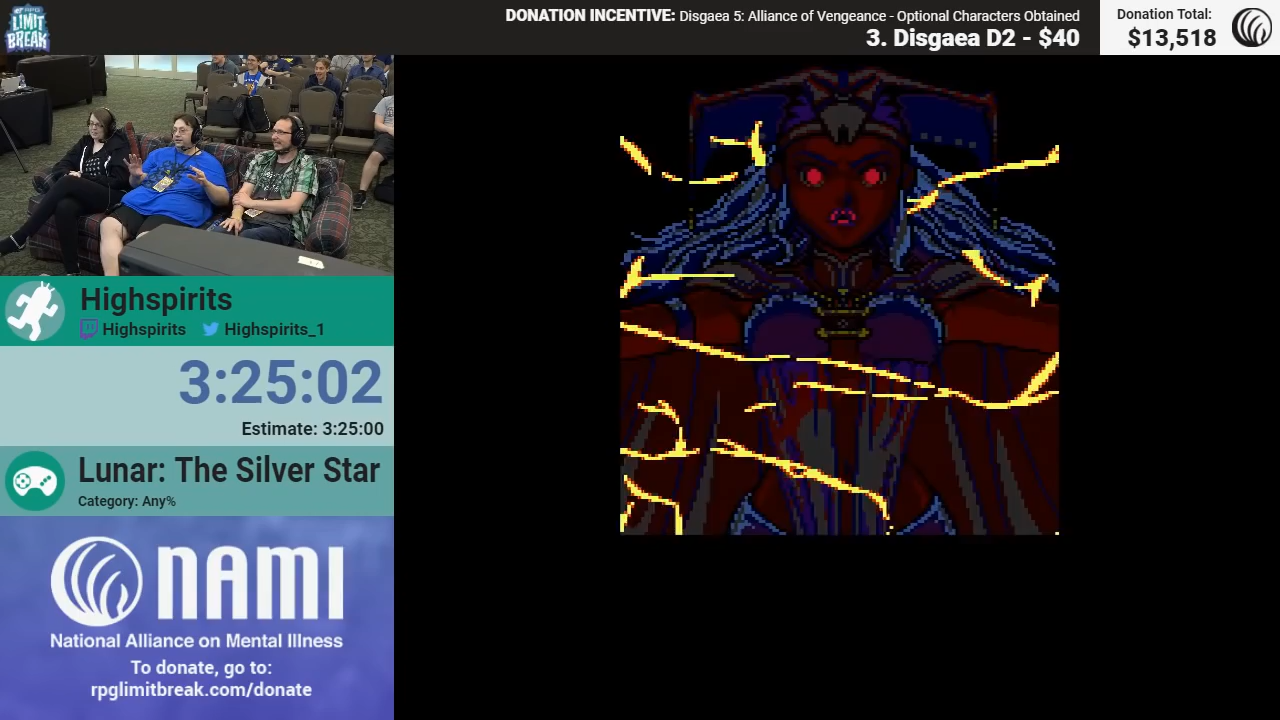 RPG
LIMIT
BREAK
DONATION INCENTIVE: Disgaea 5: Alliance of Vengeance - Optional Characters Obtained
3. Disgaea D2 - $40
Donation Total:
$13,518
Highspirits
Highspirits Highspirits_1
3:25:02
Estimate: 3:25:00
Lunar: The Silver Star
Category: Any%
NAMI
National Alliance on Mental Illness
To donate, go to:
rpglimitbreak.com/donate